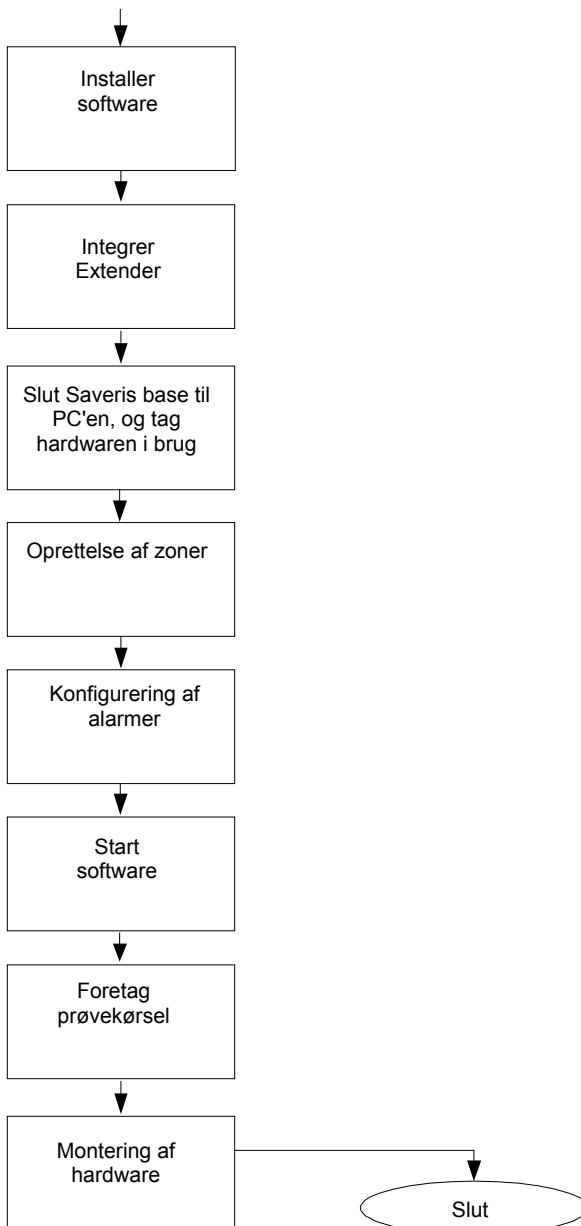 Installer
software
Integrer
Extender
Slut Saveris base til
PC'en, og tag
hardwaren i brug
Oprettelse af zoner
Konfigurering af
alarmer
Start
software
Foretag
prøvekørsel
Montering af
hardware
Slut